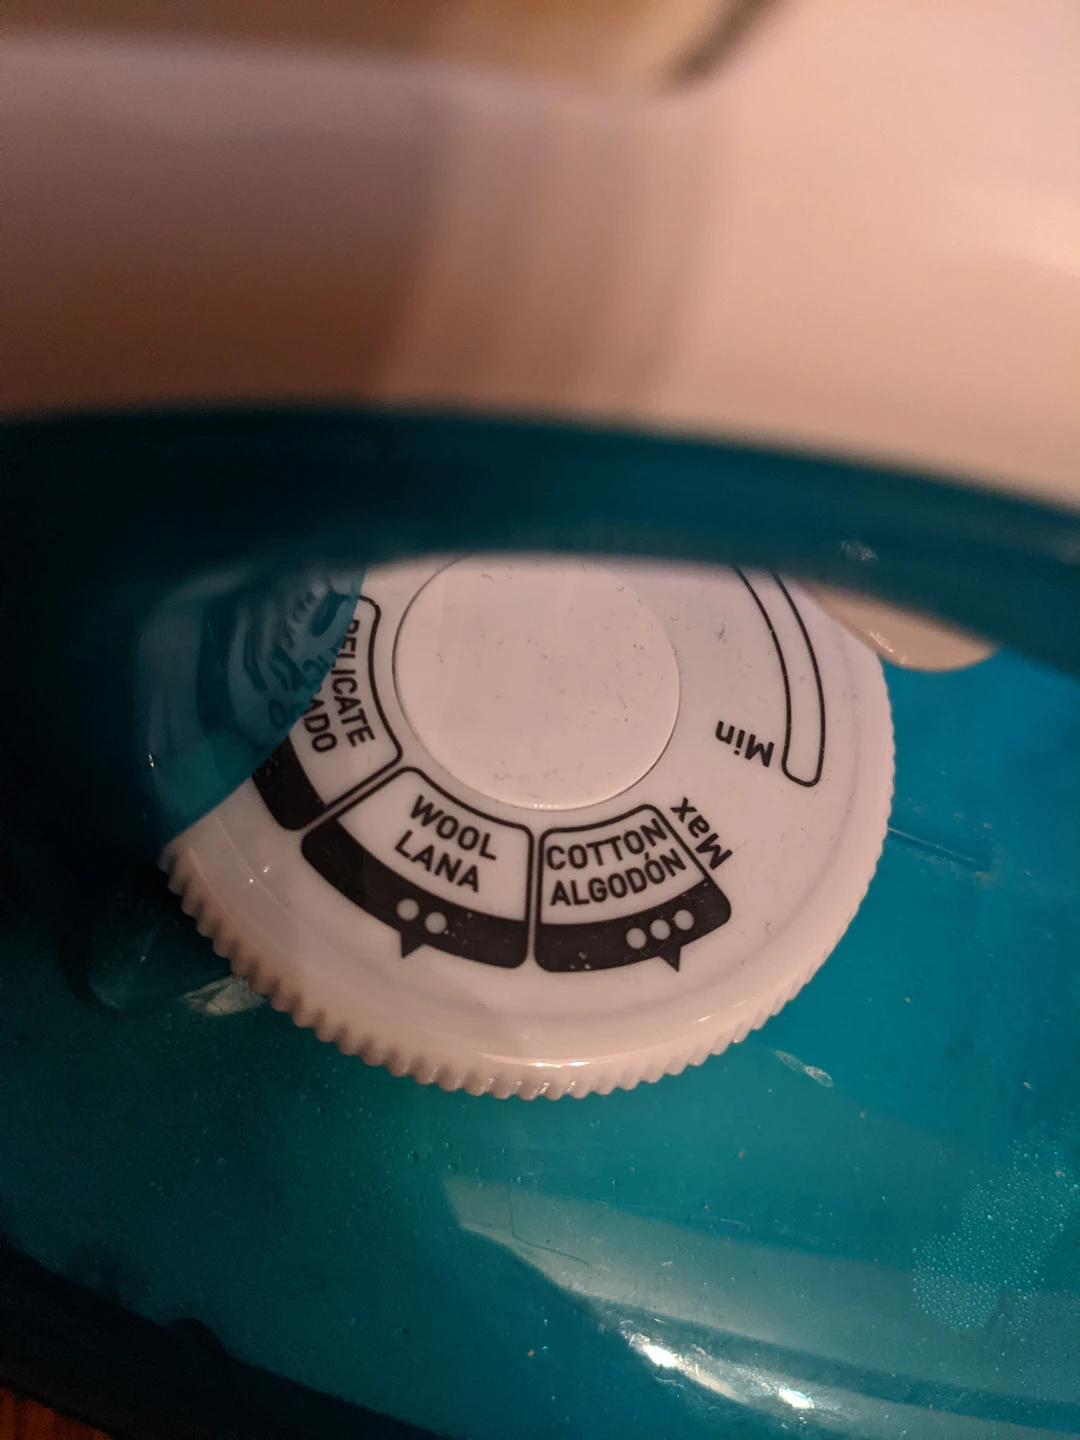 DELICATE
WOOL
LANA
COTTON
ALGODÓN
Max
Min